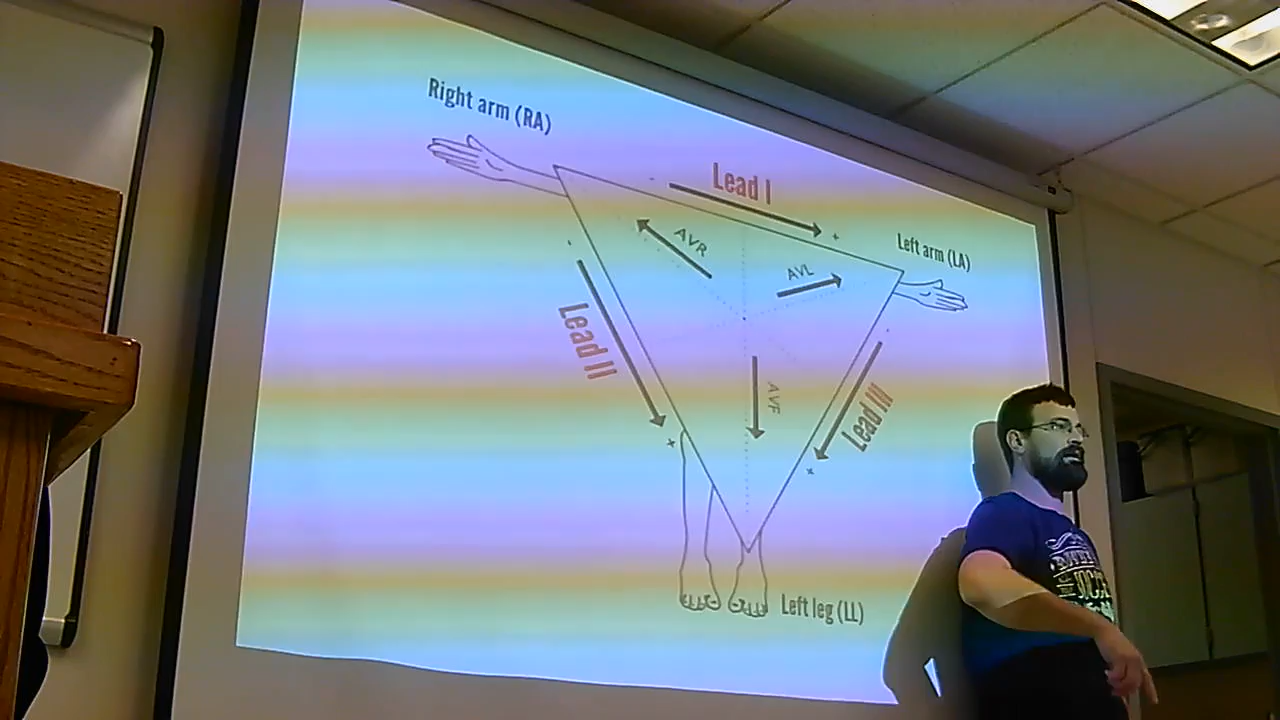 Right arm (RA)
Lead I
- +
Left arm (LA)
AVR
AVL
-
Lead II
+
AVF
-
Lead III
+
Left leg (LL)